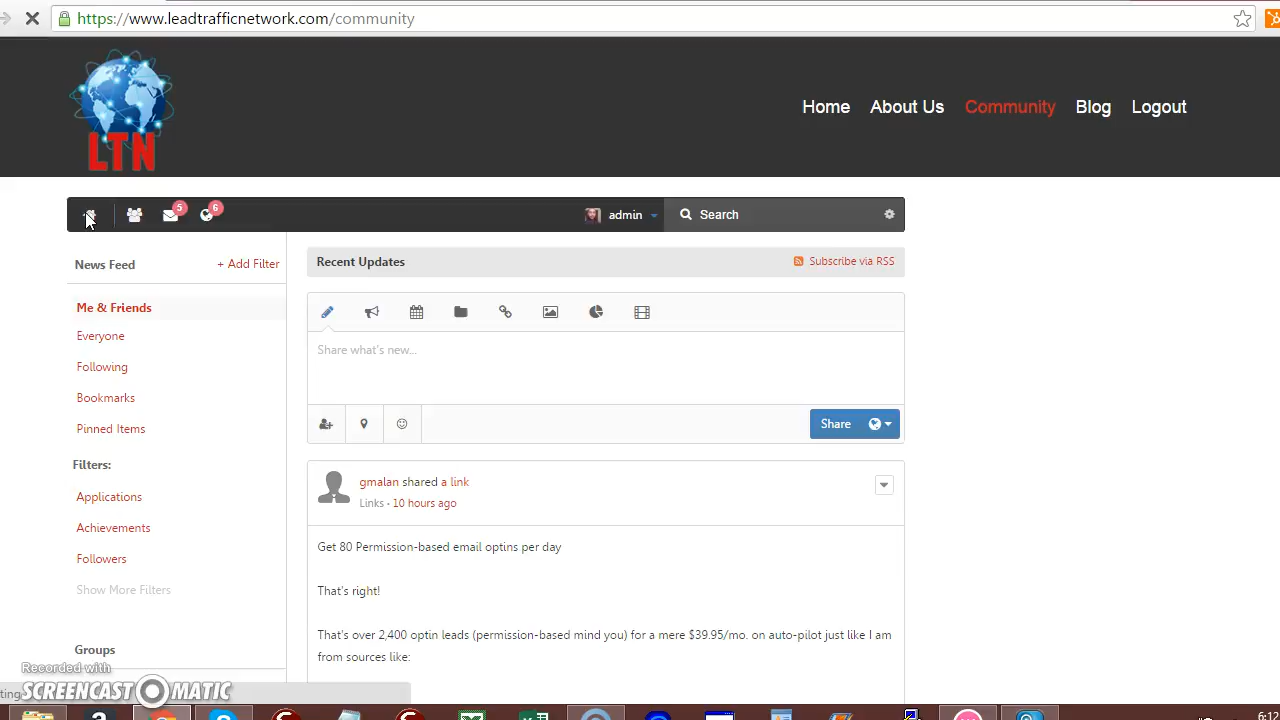 https://www.leadtrafficnetwork.com/community
LTN
Home About Us Community Blog Logout
5 6 admin Search
News Feed + Add Filter
Recent Updates Subscribe via RSS
Me & Friends
Everyone
Following
Bookmarks
Pinned Items
Share what's new...
Share
Filters:
Applications
Achievements
Followers
Show More Filters
Groups
gmalan shared a link
Links · 10 hours ago
Get 80 Permission-based email optins per day
That's right!
That's over 2,400 optin leads (permission-based mind you) for a mere $39.95/mo. on auto-pilot just like I am
from sources like:
Recorded with
SCREENCAST MATIC